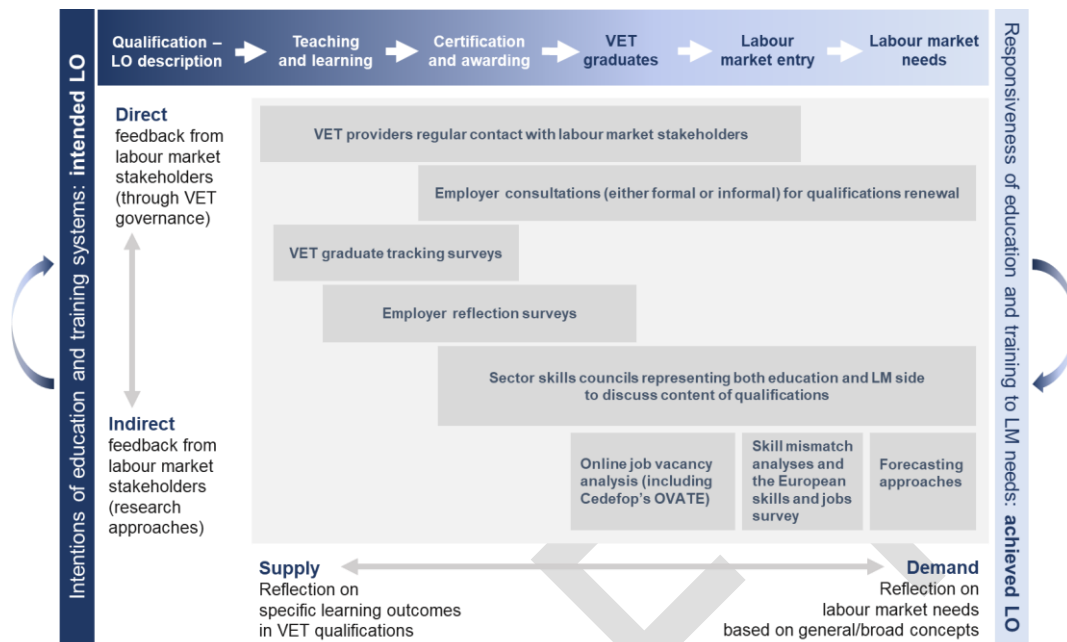 Intentions of education and training systems: intended LO
Qualification –
LO description
Teaching
and learning
Certification
and awarding
VET
graduates
Labour
market entry
Labour market
needs
Direct
feedback from
labour market
stakeholders
(through VET
governance)
Indirect
feedback from
labour market
stakeholders
(research
approaches)
VET providers regular contact with labour market stakeholders
Employer consultations (either formal or informal) for qualifications renewal
VET graduate tracking surveys
Employer reflection surveys
Sector skills councils representing both education and LM side
to discuss content of qualifications
Online job vacancy
analysis (including
Cedefop's OVATE)
Skill mismatch
analyses and
the European
skills and jobs
survey
Forecasting
approaches
Supply
Reflection on
specific learning outcomes
in VET qualifications
Demand
Reflection on
labour market needs
based on general/broad concepts
Responsiveness of education and training to LM needs: achieved LO